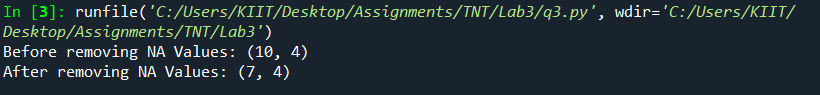 In [3]: runfile('C:/Users/KIIT/Desktop/Assignments/TNT/Lab3/q3.py', wdir='C:/Users/KIIT/
Desktop/Assignments/TNT/Lab3')
Before removing NA Values: (10, 4)
After removing NA Values: (7, 4)